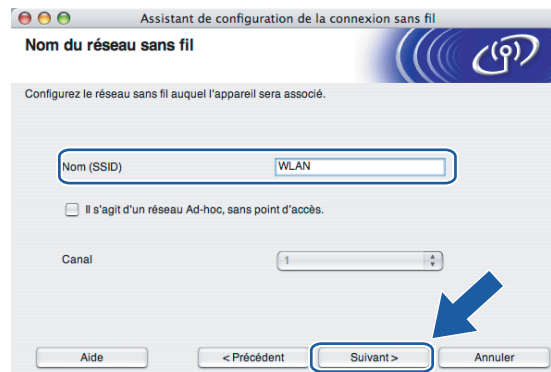 Assistant de configuration de la connexion sans fil
Nom du réseau sans fil
Configurez le réseau sans fil auquel l'appareil sera associé.
Nom (SSID) WLAN
Il s'agit d'un réseau Ad-hoc, sans point d'accès.
Canal 1
Aide < Précédent Suivant > Annuler